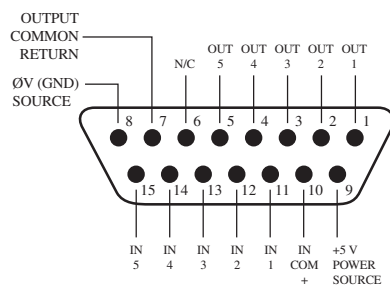 OUTPUT
COMMON
RETURN
ØV (GND)
SOURCE
N/C
OUT
5
OUT
4
OUT
3
OUT
2
OUT
1
8 7 6 5 4 3 2 1
15 14 13 12 11 10 9
IN
5
IN
4
IN
3
IN
2
IN
1
IN
COM
+
+5 V
POWER
SOURCE